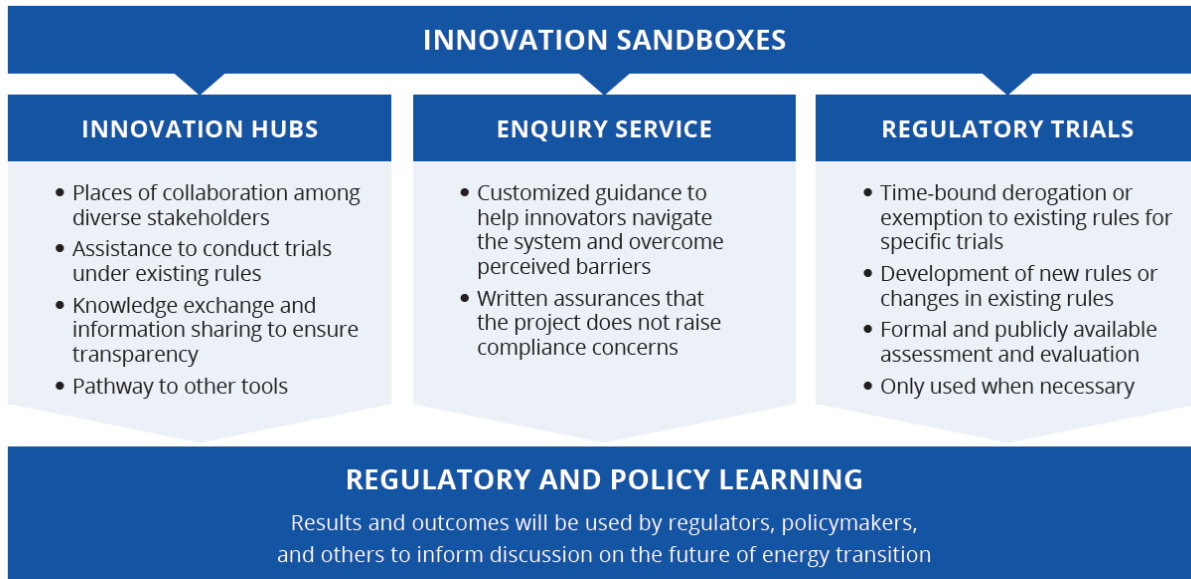 INNOVATION SANDBOXES
INNOVATION HUBS
• Places of collaboration among
diverse stakeholders
• Assistance to conduct trials
under existing rules
• Knowledge exchange and
information sharing to ensure
transparency
• Pathway to other tools
ENQUIRY SERVICE
• Customized guidance to
help innovators navigate
the system and overcome
perceived barriers
• Written assurances that
the project does not raise
compliance concerns
REGULATORY TRIALS
• Time-bound derogation or
exemption to existing rules for
specific trials
• Development of new rules or
changes in existing rules
• Formal and publicly available
assessment and evaluation
• Only used when necessary
REGULATORY AND POLICY LEARNING
Results and outcomes will be used by regulators, policymakers,
and others to inform discussion on the future of energy transition